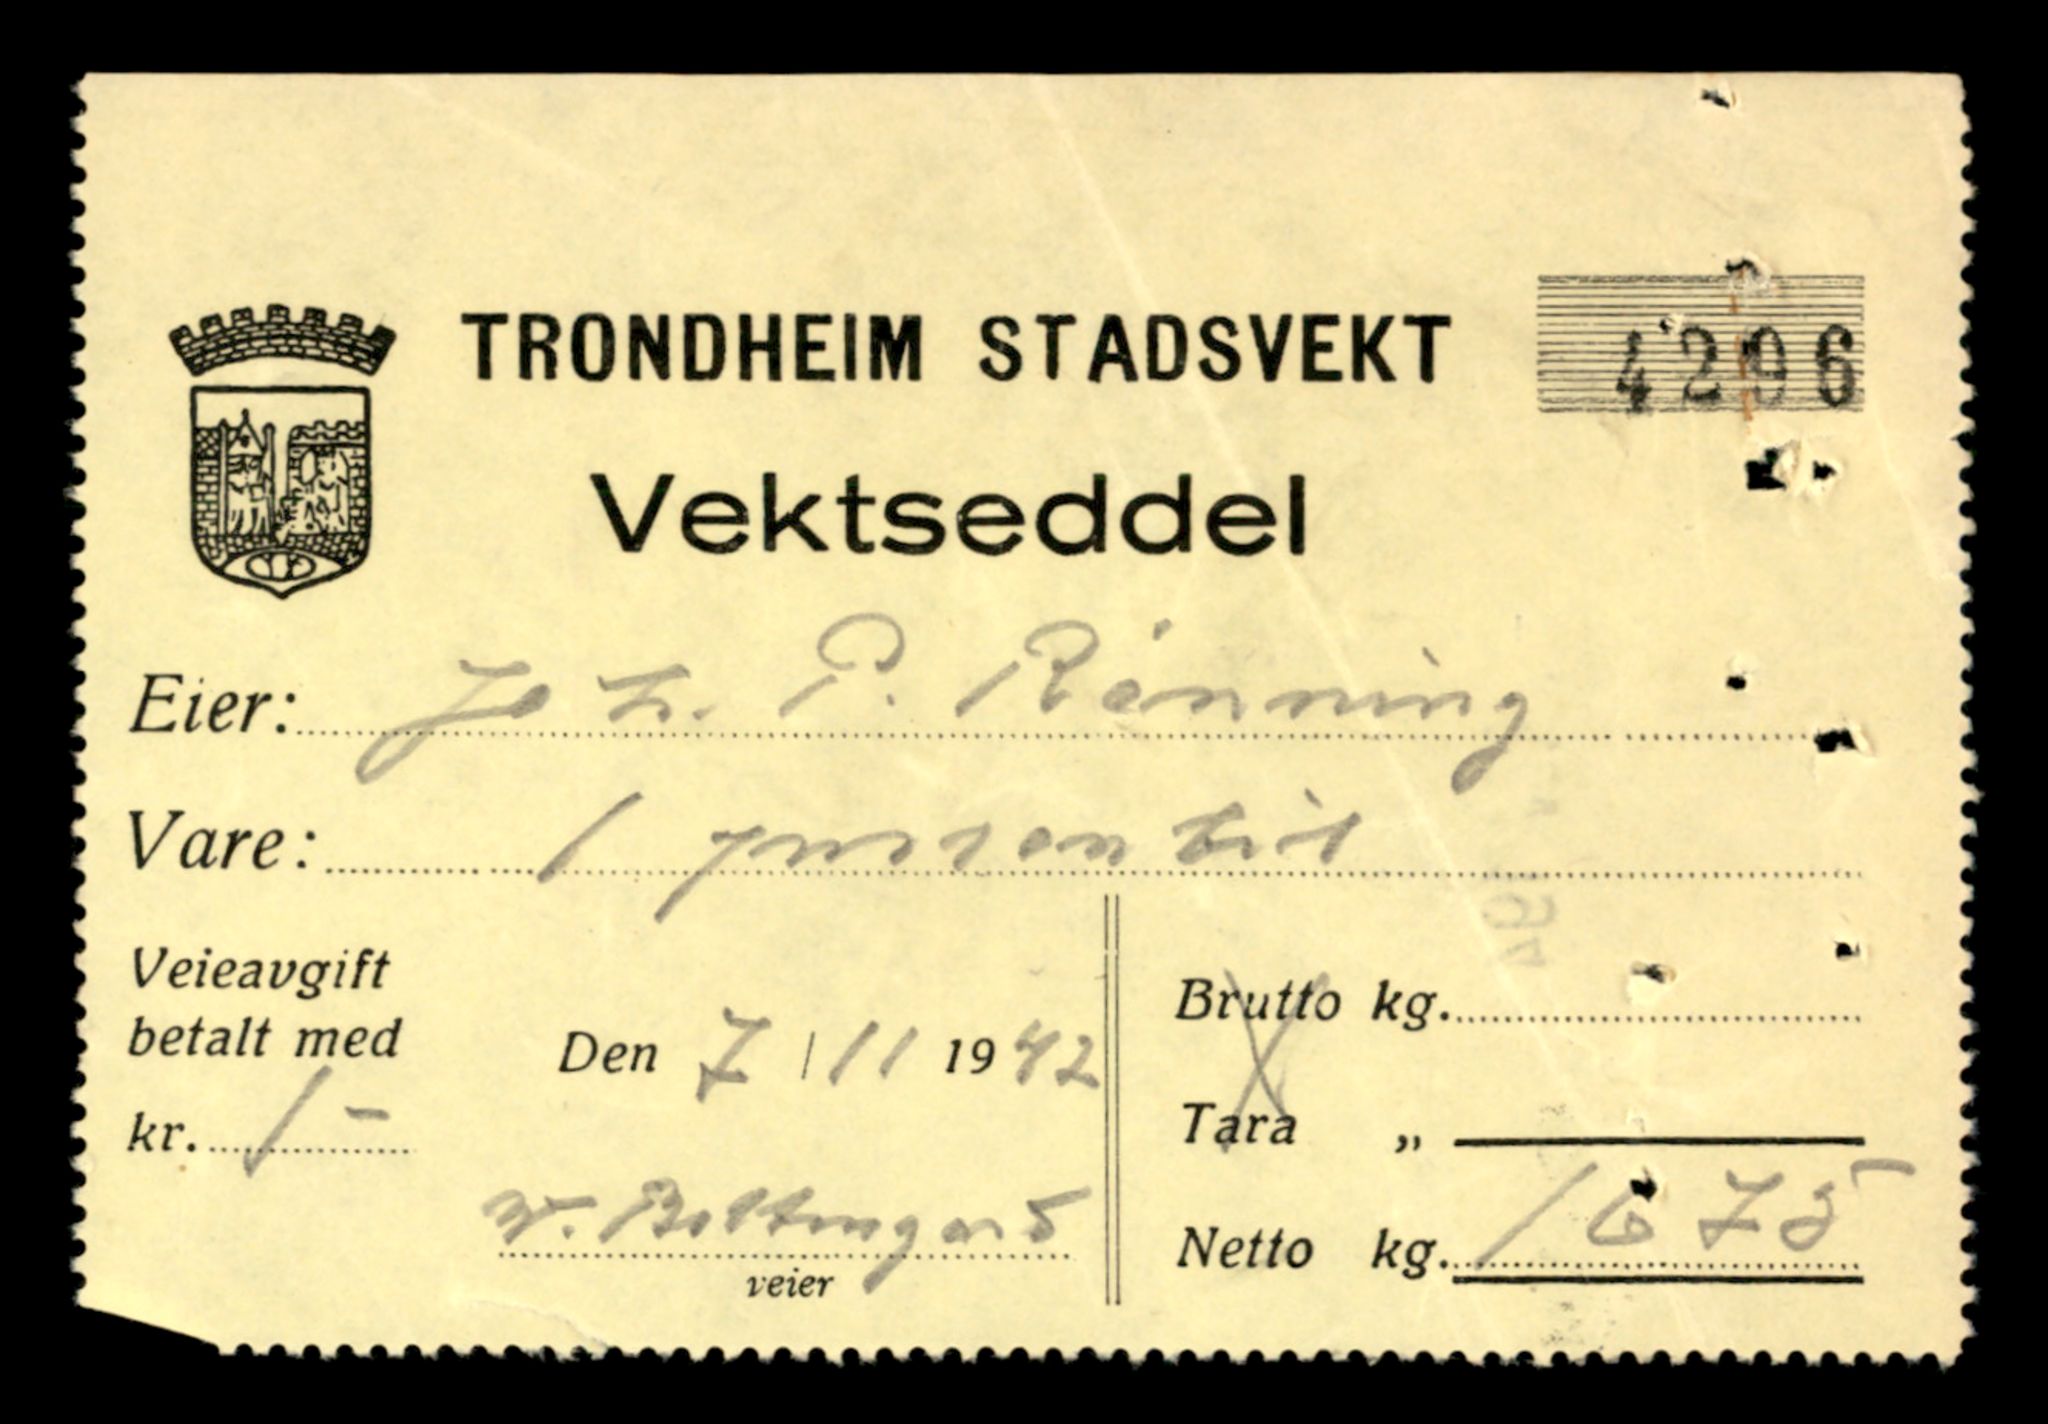 TRONDHEIM STADSVEKT
4296
Vektseddel
Eier: Joh. P. Rönning
Vare: 1 personbil
Veieavgift
betalt med
kr. 1 -
Den 7 / 11 1942
W.
veier
Brutto kg.
Tara „
Netto kg. 1675